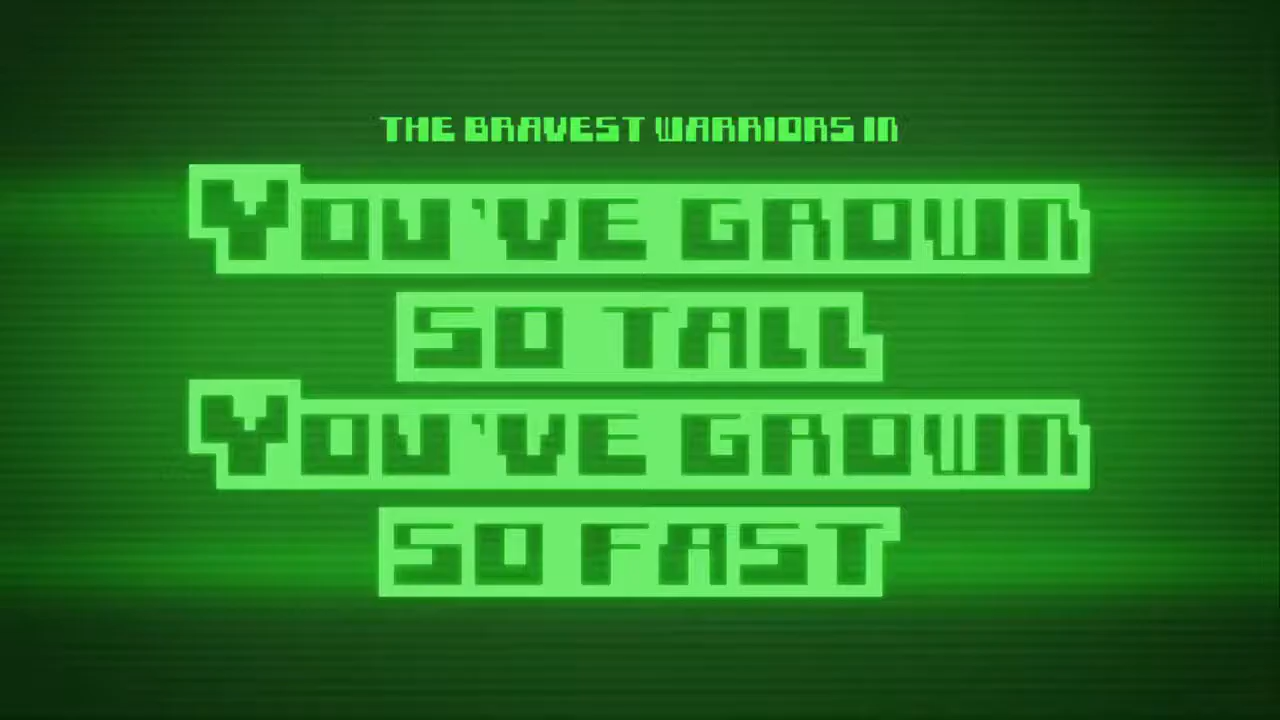 THE BRAVEST WARRIORS IN
YOU'VE GROWN
SO TALL
YOU'VE GROWN
SO FAST